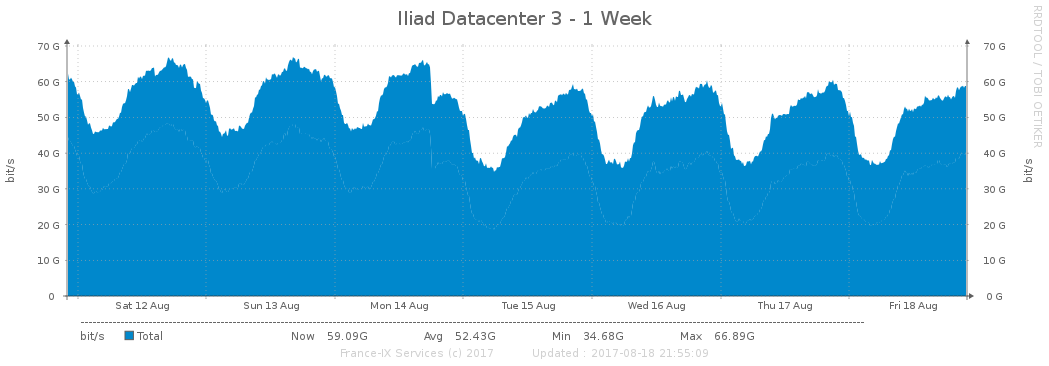 Iliad Datacenter 3 - 1 Week
RRDTOOL / TOBI OETIKER
70 G 70 G
60 G 60 G
50 G 50 G
40 G 40 G
30 G 30 G
20 G 20 G
10 G 10 G
0 0 G
bit/s bit/s
Sat 12 Aug Sun 13 Aug Mon 14 Aug Tue 15 Aug Wed 16 Aug Thu 17 Aug Fri 18 Aug
bit/s Total Now 59.09G Avg 52.43G Min 34.68G Max 66.89G
France-IX Services (c) 2017 Updated : 2017-08-18 21:55:09